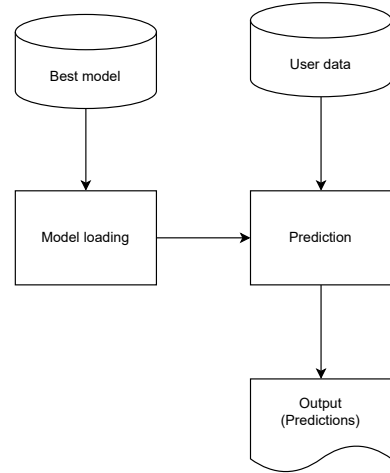 Best model
User data
Model loading
Prediction
Output
(Predictions)